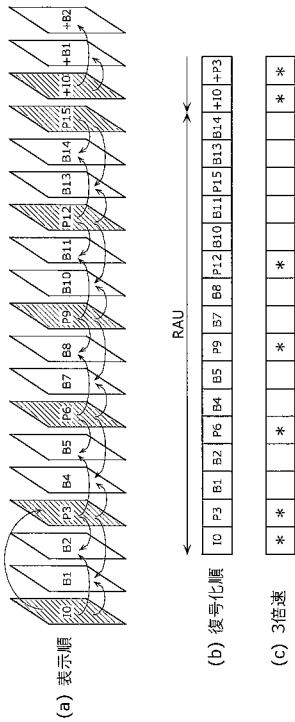 (a) 表示順 I0 B1 B2 P3 B4 B5 P6 B7 B8 P9 B10 B11 P12 B13 B14 P15 +I0 +B1 +B2
RAU
(b) 復号化順 I0 P3 B1 B2 P6 B4 B5 P9 B7 B8 P12 B10 B11 P15 B13 B14 +I0 +P3
(c) 3倍速 * * * * * * *